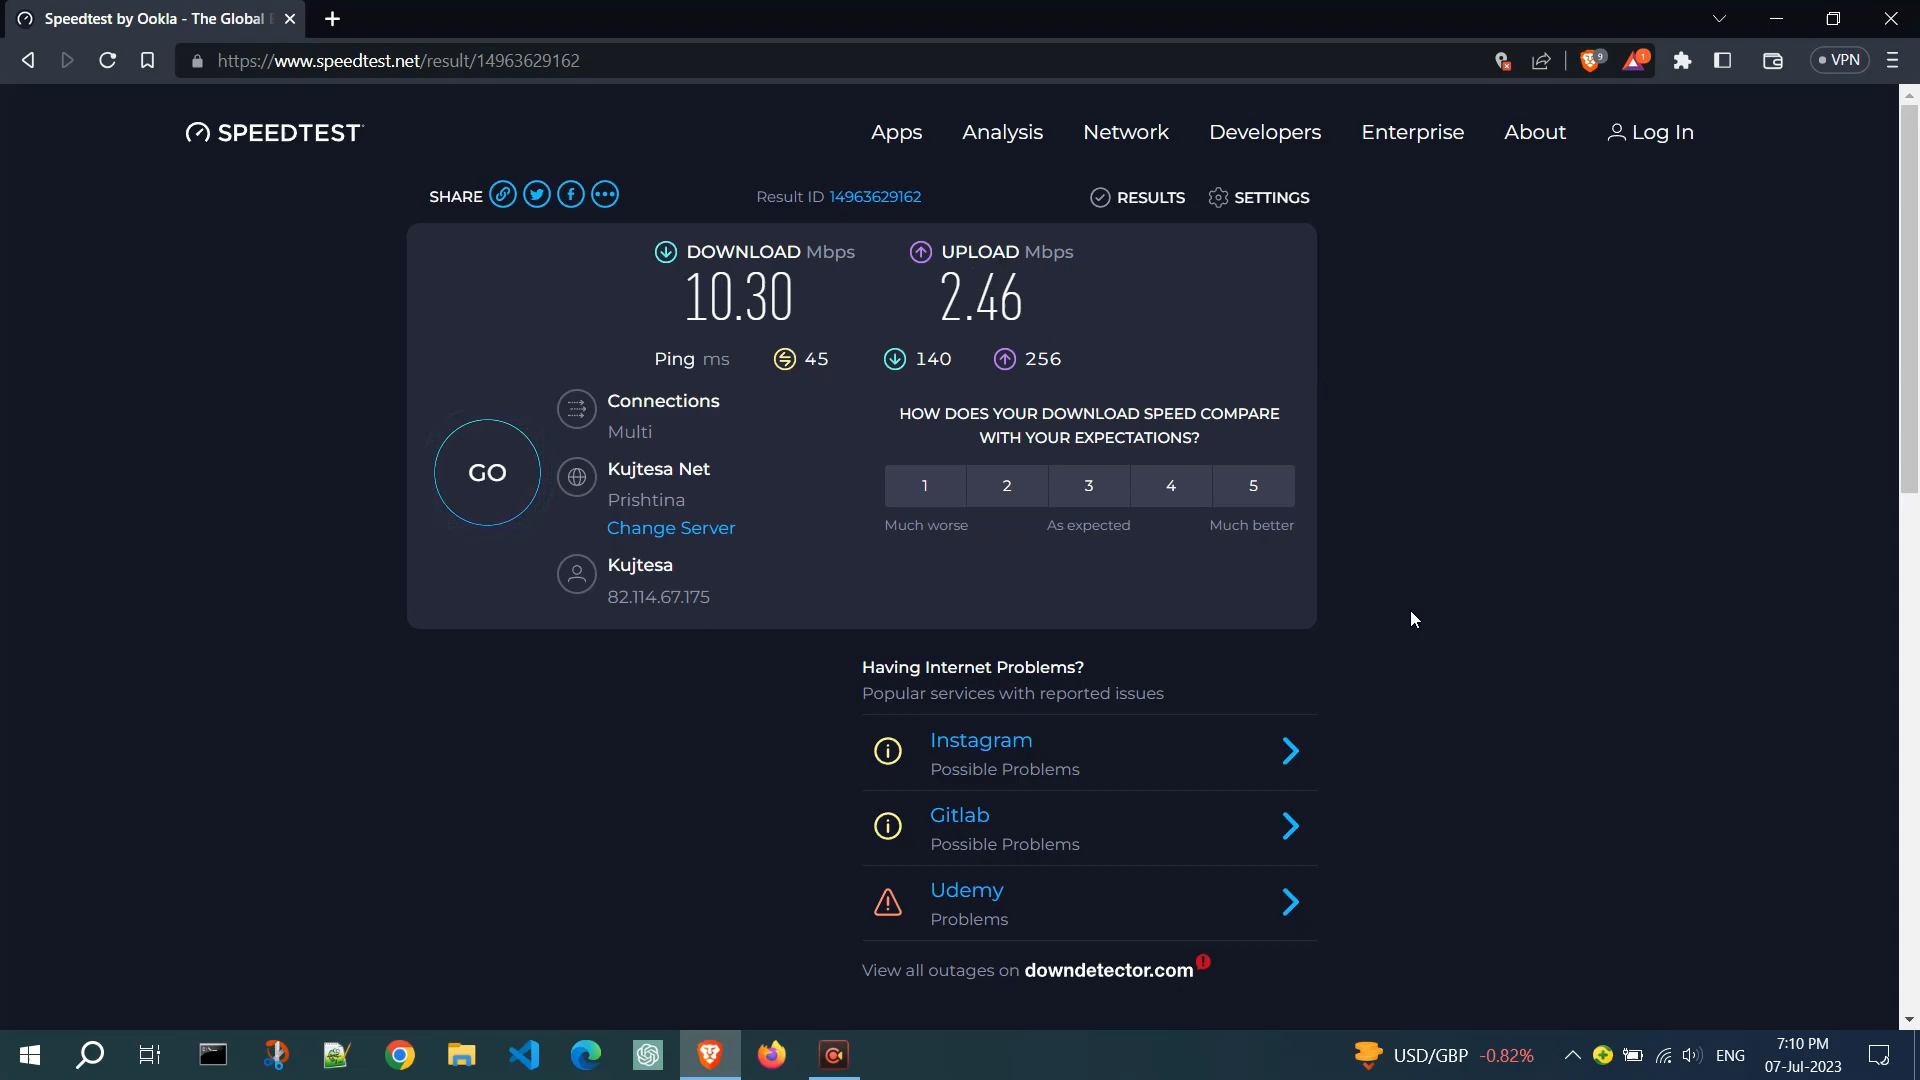 Speedtest by Ookla - The Global
https://www.speedtest.net/result/14963629162
9
1
VPN
SPEEDTEST
Apps
Analysis
Network
Developers
Enterprise
About
Log In
SHARE
Result ID 14963629162
RESULTS
SETTINGS
DOWNLOAD Mbps
10.30
UPLOAD Mbps
2.46
Ping ms
45
140
256
GO
Connections
Multi
Kujtesa Net
Prishtina
Change Server
Kujtesa
82.114.67.175
HOW DOES YOUR DOWNLOAD SPEED COMPARE
WITH YOUR EXPECTATIONS?
1
2
3
4
5
Much worse
As expected
Much better
Having Internet Problems?
Popular services with reported issues
Instagram
Possible Problems
Gitlab
Possible Problems
Udemy
Problems
View all outages on downdetector.com
USD/GBP -0.82%
ENG
7:10 PM
07-Jul-2023